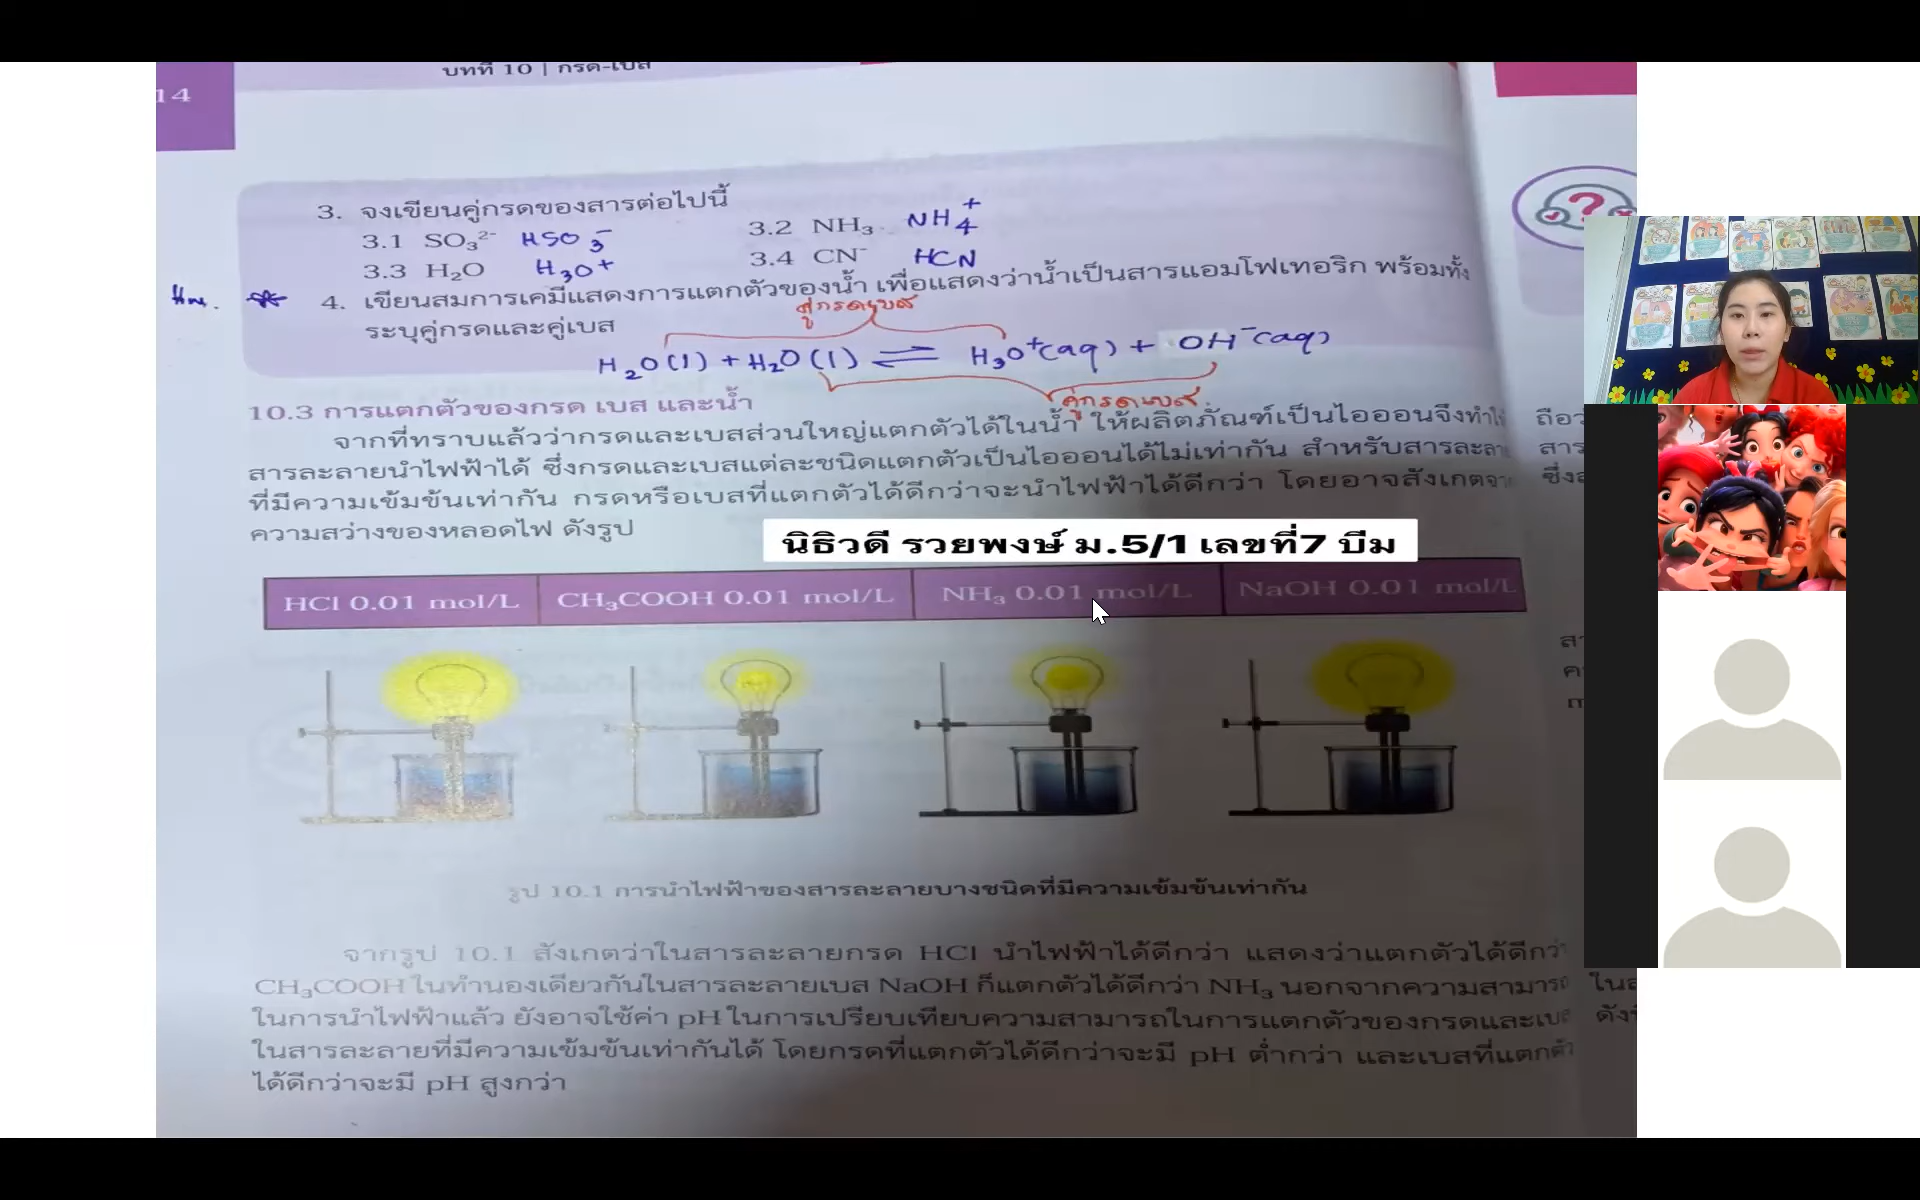 บทที่ 10 | กรด-เบส
14
3. จงเขียนคู่กรดของสารต่อไปนี้
3.1 SO₃²⁻ HSO₃⁻ 3.2 NH₃ NH₄⁺
3.3 H₂O H₃O⁺ 3.4 CN⁻ HCN
Hw. 4. เขียนสมการเคมีแสดงการแตกตัวของน้ำ เพื่อแสดงว่าน้ำเป็นสารแอมโฟเทอริก พร้อมทั้ง
ระบุคู่กรดและคู่เบส
คู่กรดเบส
H₂O(l) + H₂O(l) ⇌ H₃O⁺(aq) + OH⁻(aq)
คู่กรดเบส
10.3 การแตกตัวของกรด เบส และน้ำ
จากที่ทราบแล้วว่ากรดและเบสส่วนใหญ่แตกตัวได้ในน้ำ ให้ผลิตภัณฑ์เป็นไอออนจึงทำให้
สารละลายนำไฟฟ้าได้ ซึ่งกรดและเบสแต่ละชนิดแตกตัวเป็นไอออนได้ไม่เท่ากัน สำหรับสารละลา
ที่มีความเข้มข้นเท่ากัน กรดหรือเบสที่แตกตัวได้ดีกว่าจะนำไฟฟ้าได้ดีกว่า โดยอาจสังเกตจาก
ความสว่างของหลอดไฟ ดังรูป
นิธิวดี รวยพงษ์ ม.5/1 เลขที่7 บีม
HCl 0.01 mol/L CH₃COOH 0.01 mol/L NH₃ 0.01 mol/L NaOH 0.01 mol/L
รูป 10.1 การนำไฟฟ้าของสารละลายบางชนิดที่มีความเข้มข้นเท่ากัน
จากรูป 10.1 สังเกตว่าในสารละลายกรด HCl นำไฟฟ้าได้ดีกว่า แสดงว่าแตกตัวได้ดีกว่า
CH₃COOH ในทำนองเดียวกันในสารละลายเบส NaOH ก็แตกตัวได้ดีกว่า NH₃ นอกจากความสามารถ
ในการนำไฟฟ้าแล้ว ยังอาจใช้ค่า pH ในการเปรียบเทียบความสามารถในการแตกตัวของกรดและเบส
ในสารละลายที่มีความเข้มข้นเท่ากันได้ โดยกรดที่แตกตัวได้ดีกว่าจะมี pH ต่ำกว่า และเบสที่แตกตัว
ได้ดีกว่าจะมี pH สูงกว่า